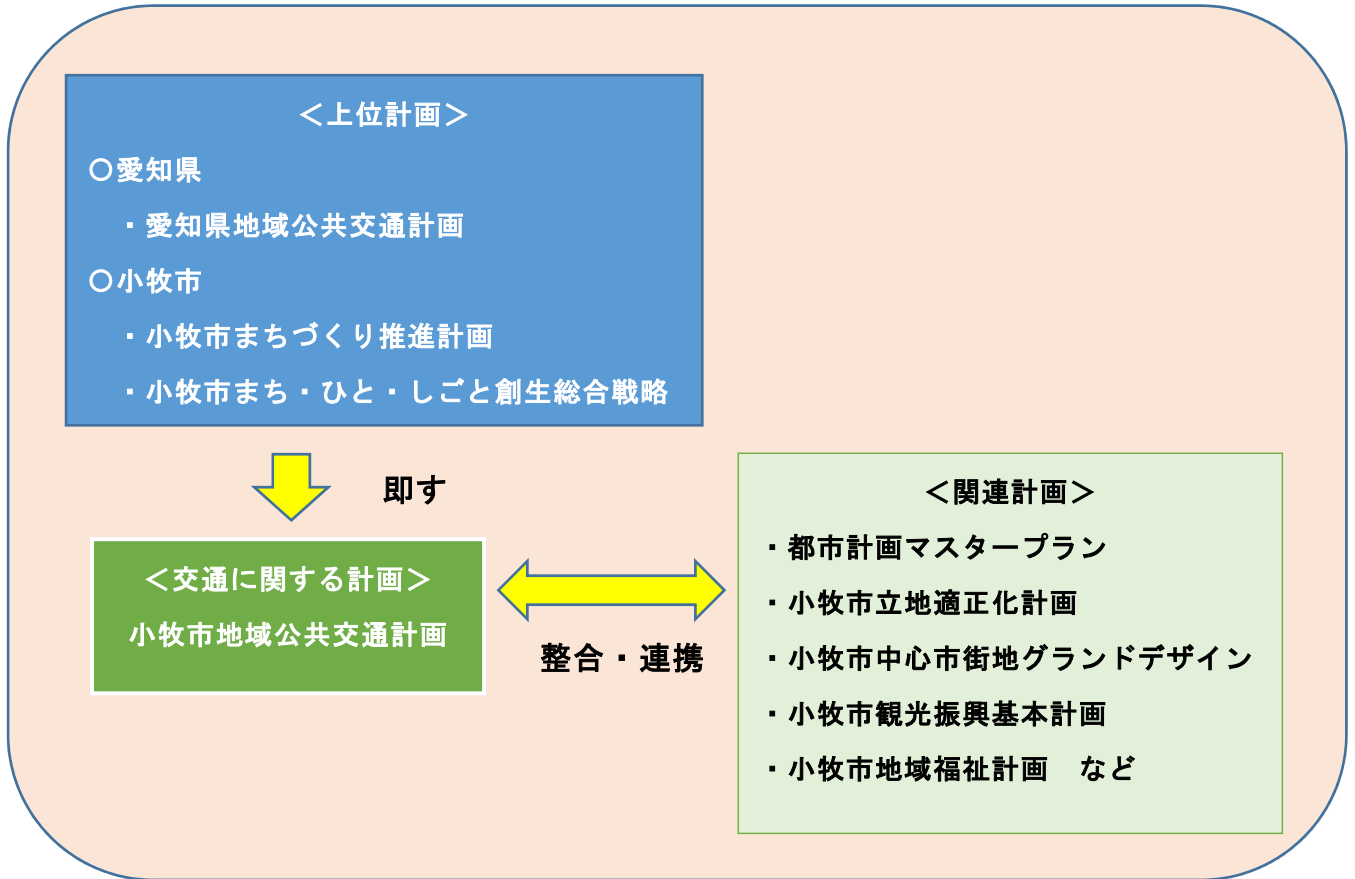 ＜上位計画＞
〇愛知県
・愛知県地域公共交通計画
〇小牧市
・小牧市まちづくり推進計画
・小牧市まち・ひと・しごと創生総合戦略
即す
＜交通に関する計画＞
小牧市地域公共交通計画
整合・連携
＜関連計画＞
・都市計画マスタープラン
・小牧市立地適正化計画
・小牧市中心市街地グランドデザイン
・小牧市観光振興基本計画
・小牧市地域福祉計画　など